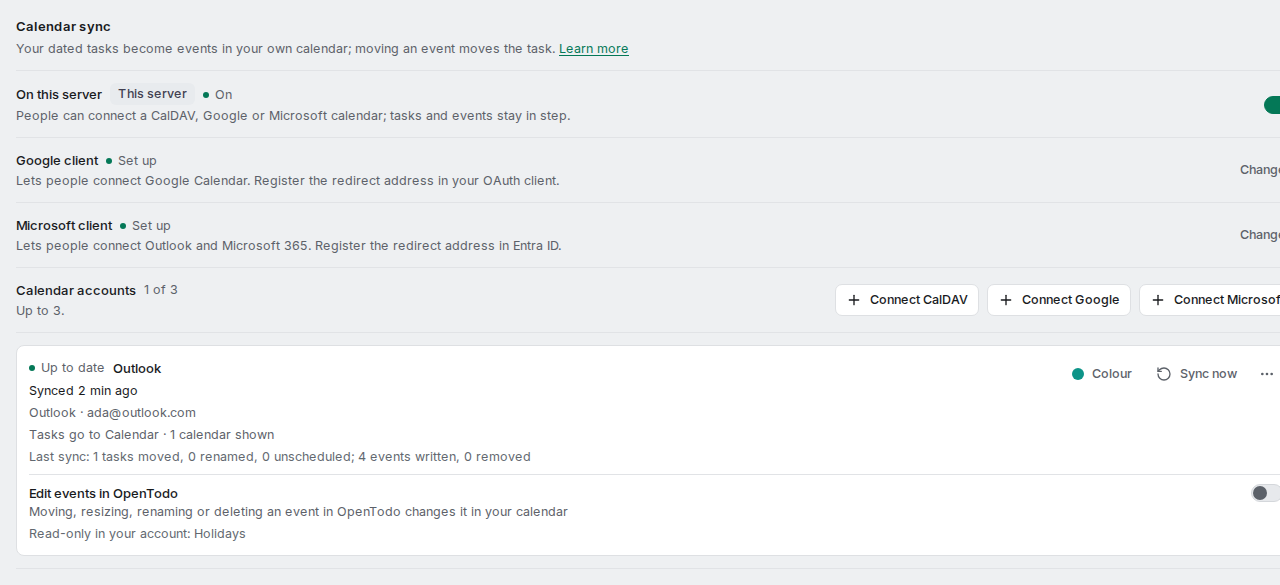 Calendar sync
Your dated tasks become events in your own calendar; moving an event moves the task. Learn more
On this server This server On
People can connect a CalDAV, Google or Microsoft calendar; tasks and events stay in step.
Google client Set up
Lets people connect Google Calendar. Register the redirect address in your OAuth client.
Change
Microsoft client Set up
Lets people connect Outlook and Microsoft 365. Register the redirect address in Entra ID.
Change
Calendar accounts 1 of 3
Up to 3.
Connect CalDAV Connect Google Connect Microsof
Up to date Outlook
Colour Sync now
Synced 2 min ago
Outlook · ada@outlook.com
Tasks go to Calendar · 1 calendar shown
Last sync: 1 tasks moved, 0 renamed, 0 unscheduled; 4 events written, 0 removed
Edit events in OpenTodo
Moving, resizing, renaming or deleting an event in OpenTodo changes it in your calendar
Read-only in your account: Holidays